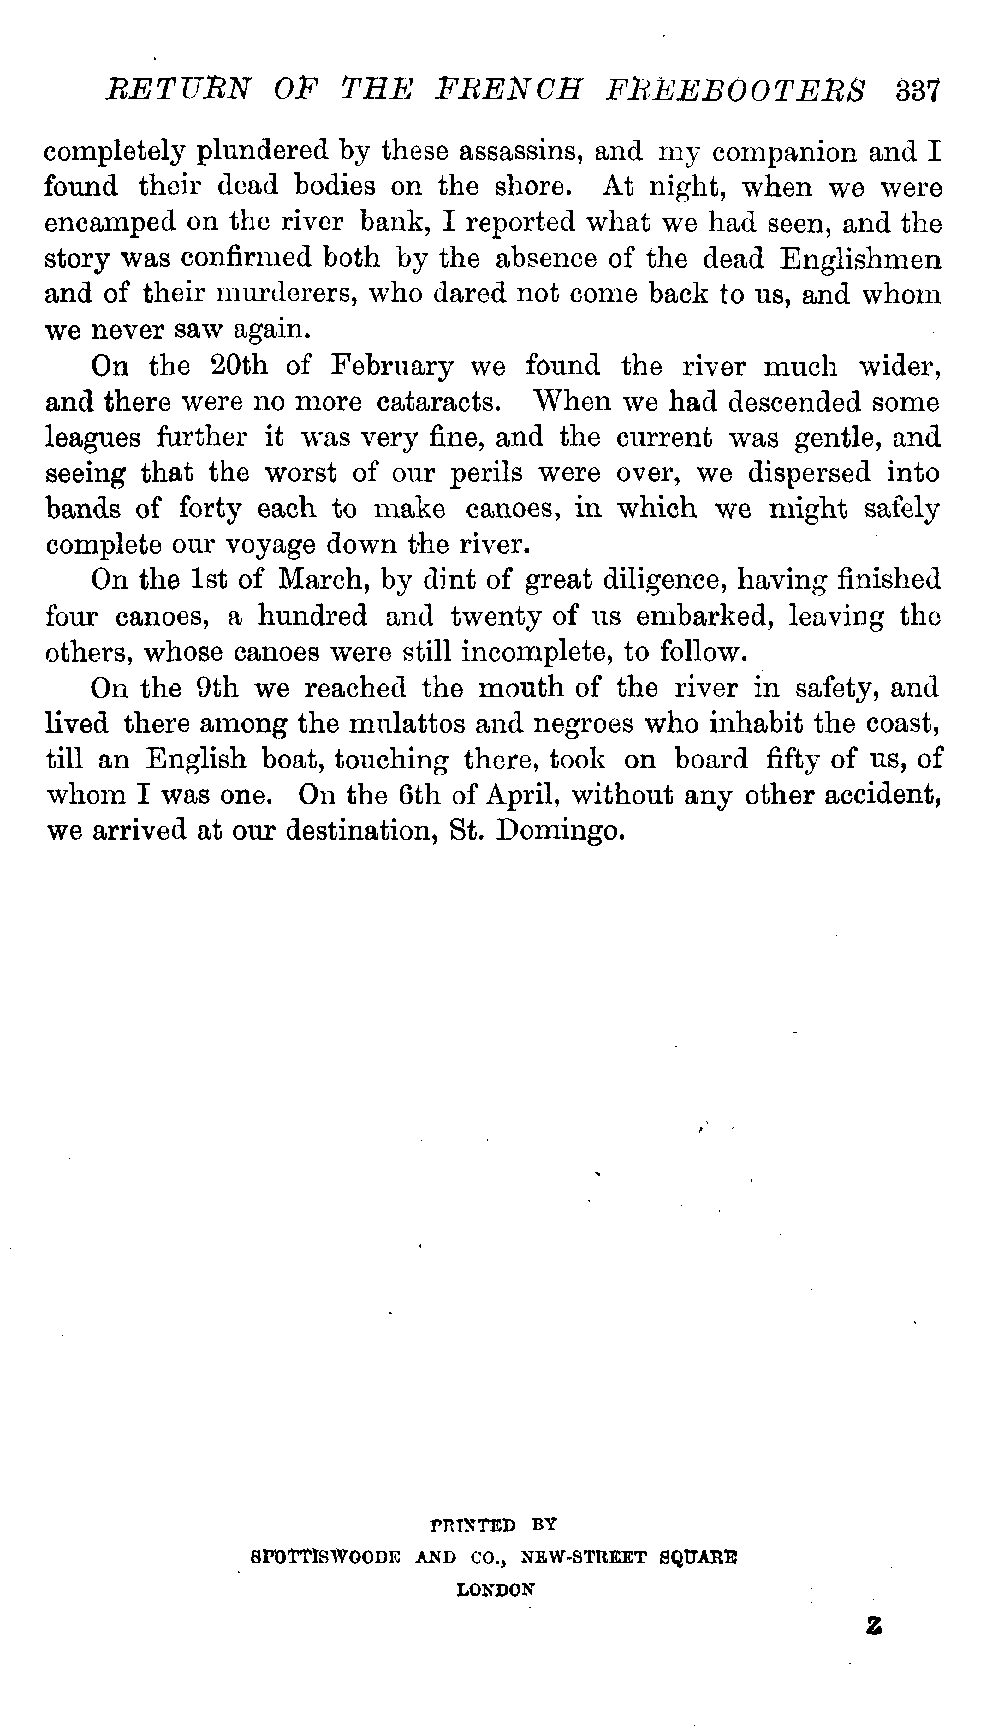 RETURN OF THE FRENCH FREEBOOTERS 337
completely plundered by these assassins, and my companion and I
found their dead bodies on the shore. At night, when we were
encamped on the river bank, I reported what we had seen, and the
story was confirmed both by the absence of the dead Englishmen
and of their murderers, who dared not come back to us, and whom
we never saw again.
On the 20th of February we found the river much wider,
and there were no more cataracts. When we had descended some
leagues further it was very fine, and the current was gentle, and
seeing that the worst of our perils were over, we dispersed into
bands of forty each to make canoes, in which we might safely
complete our voyage down the river.
On the 1st of March, by dint of great diligence, having finished
four canoes, a hundred and twenty of us embarked, leaving the
others, whose canoes were still incomplete, to follow.
On the 9th we reached the mouth of the river in safety, and
lived there among the mulattos and negroes who inhabit the coast,
till an English boat, touching there, took on board fifty of us, of
whom I was one. On the 6th of April, without any other accident,
we arrived at our destination, St. Domingo.
PRINTED BY
SPOTTISWOODE AND CO., NEW-STREET SQUARE
LONDON
Z